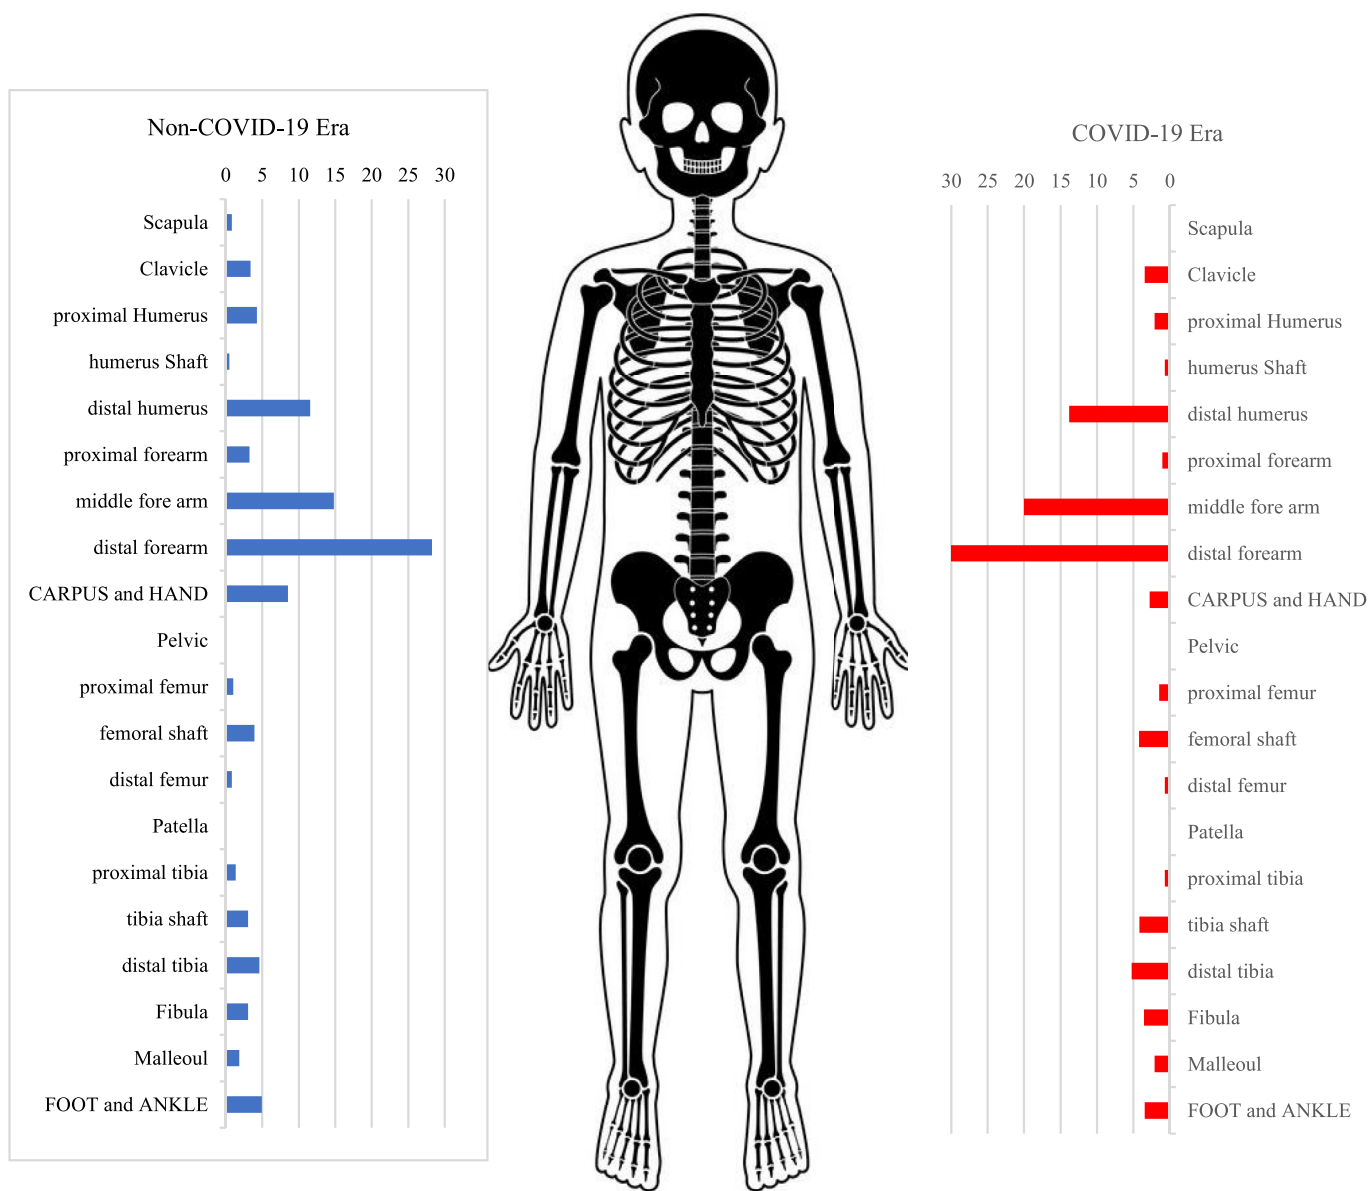 Non-COVID-19 Era
0 5 10 15 20 25 30
Scapula
Clavicle
proximal Humerus
humerus Shaft
distal humerus
proximal forearm
middle fore arm
distal forearm
CARPUS and HAND
Pelvic
proximal femur
femoral shaft
distal femur
Patella
proximal tibia
tibia shaft
distal tibia
Fibula
Malleoul
FOOT and ANKLE
COVID-19 Era
30 25 20 15 10 5 0
Scapula
Clavicle
proximal Humerus
humerus Shaft
distal humerus
proximal forearm
middle fore arm
distal forearm
CARPUS and HAND
Pelvic
proximal femur
femoral shaft
distal femur
Patella
proximal tibia
tibia shaft
distal tibia
Fibula
Malleoul
FOOT and ANKLE